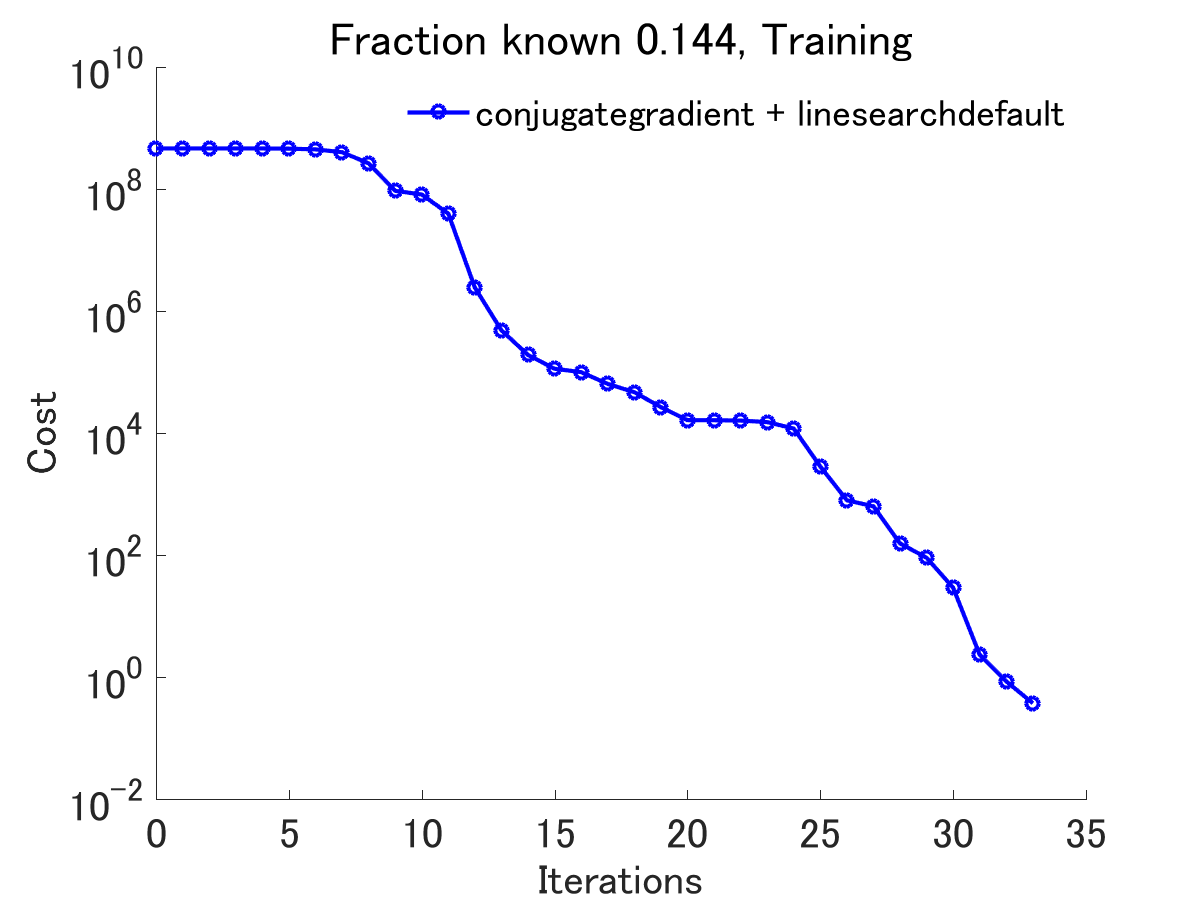 Fraction known 0.144, Training
conjugategradient + linesearchdefault
Cost
10^10
10^8
10^6
10^4
10^2
10^0
10^-2
0 5 10 15 20 25 30 35
Iterations